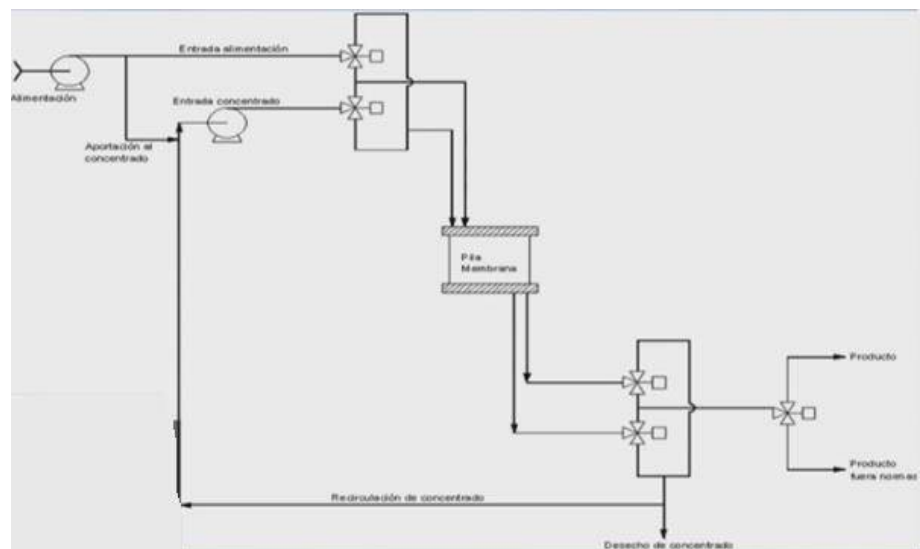 Entrada alimentación
Alimentación
Entrada concentrado
Aportación al
concentrado
Pila
Membrana
Producto
Producto
fuera normas
Recirculación de concentrado
Desecho de concentrado